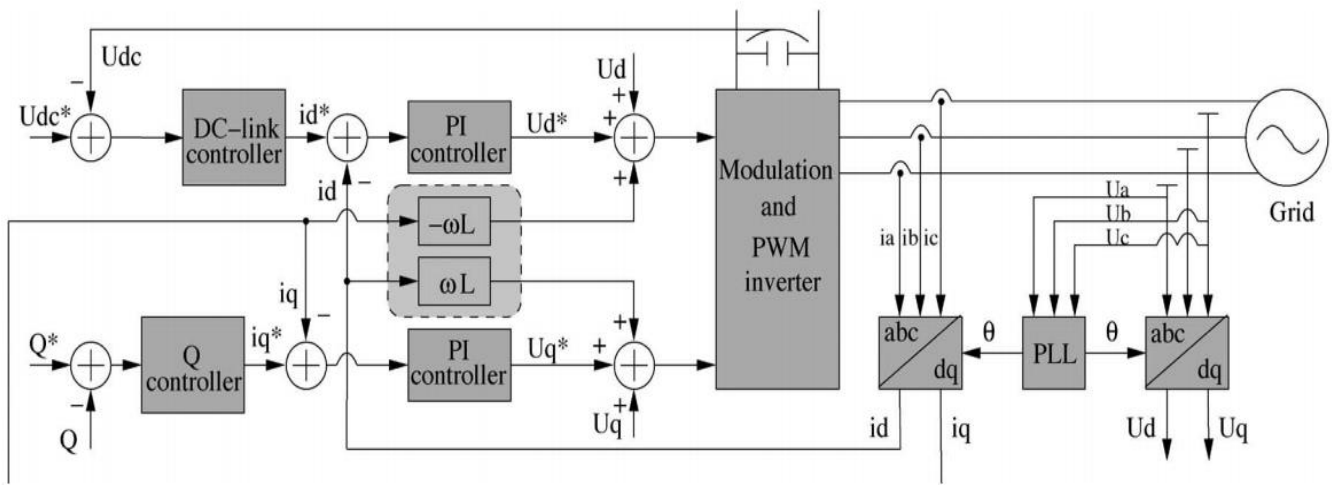 Udc
Ud
−
+
Udc*
DC–link
controller
id*
PI
controller
Ud*
+
+
id
−
−ωL
ωL
iq
−
Q*
−
Q
Q
controller
iq*
PI
controller
Uq*
+
+
+
Uq
Modulation
and
PWM
inverter
Grid
Ua
Ub
Uc
ia
ib
ic
abc
dq
θ
PLL
θ
abc
dq
id
iq
Ud
Uq